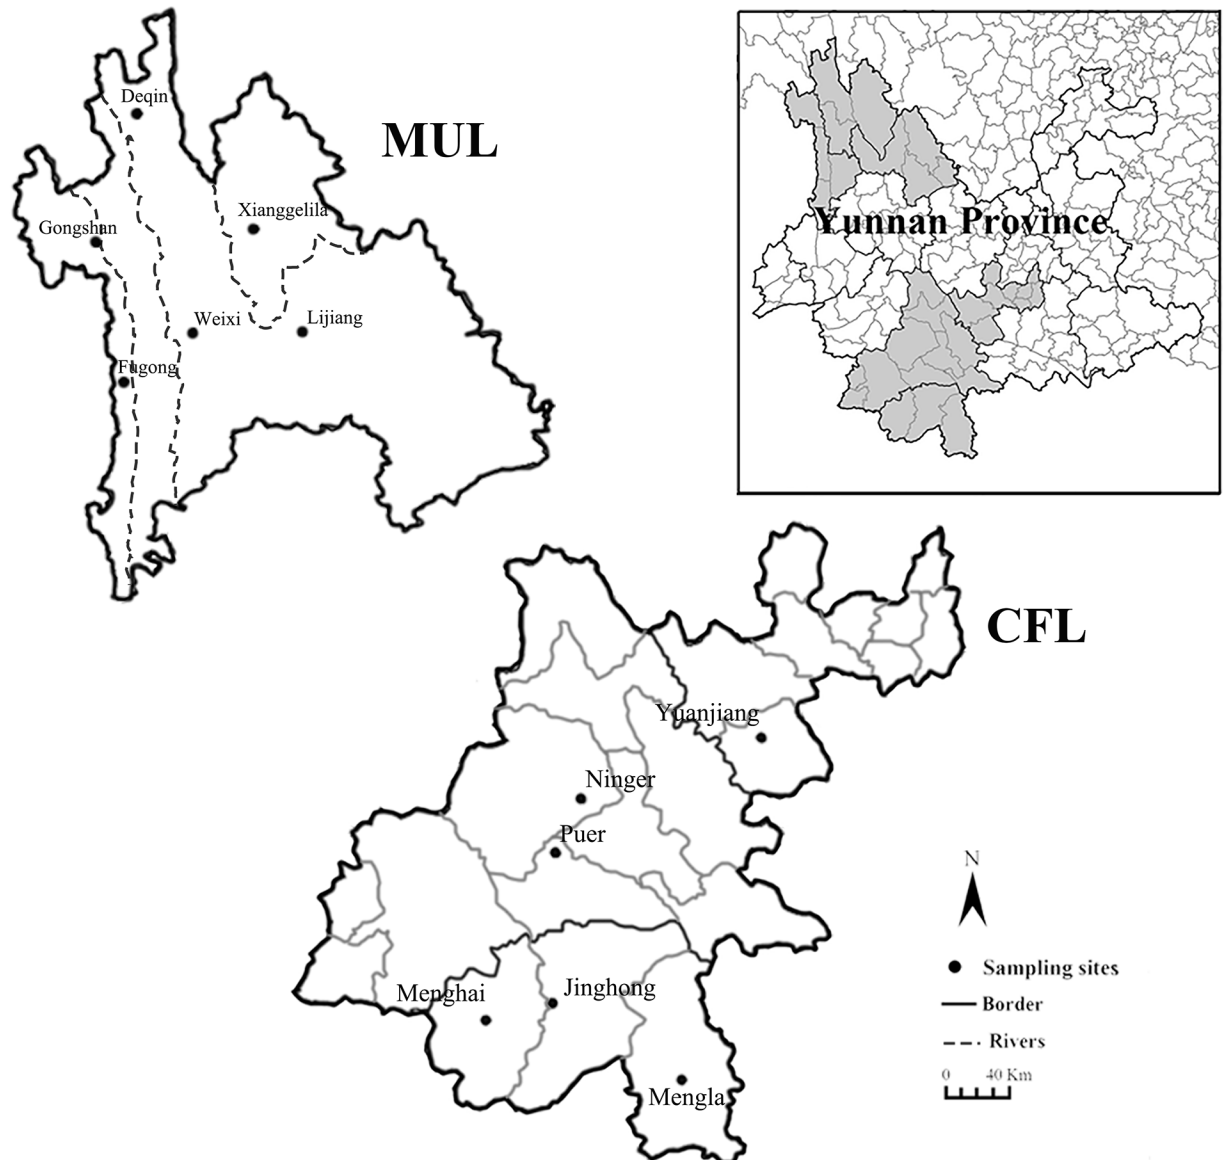 Deqin
MUL
Xianggelila
Gongshan
Yunnan Province
Weixi
Lijiang
Fugong
CFL
Yuanjiang
Ninger
Puer
N
Sampling sites
Menghai
Jinghong
Border
Rivers
0 40 Km
Mengla